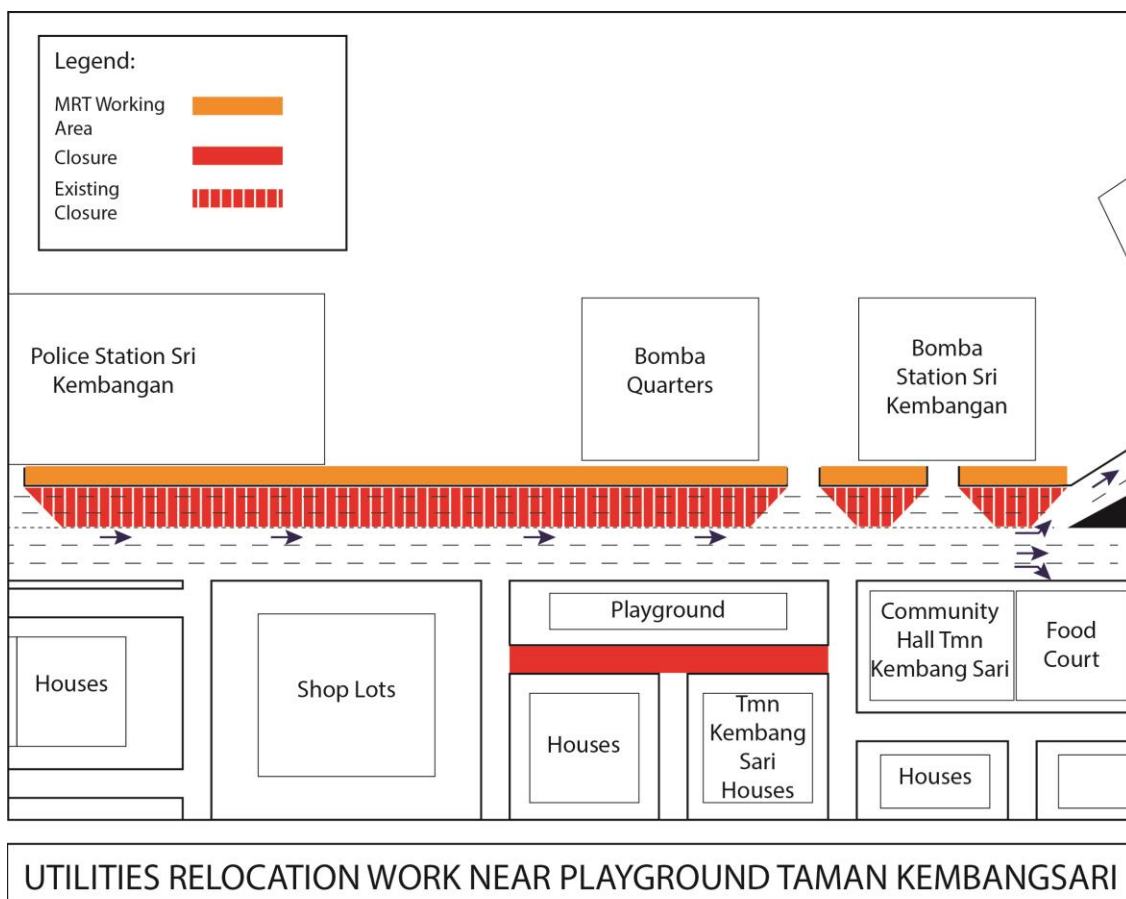 Legend:
MRT Working
Area
Closure
Existing
Closure
Police Station Sri
Kembangan
Bomba
Quarters
Bomba
Station Sri
Kembangan
Playground
Community
Hall Tmn
Kembang Sari
Food
Court
Houses
Shop Lots
Houses
Tmn
Kembang
Sari
Houses
Houses
UTILITIES RELOCATION WORK NEAR PLAYGROUND TAMAN KEMBANGSARI